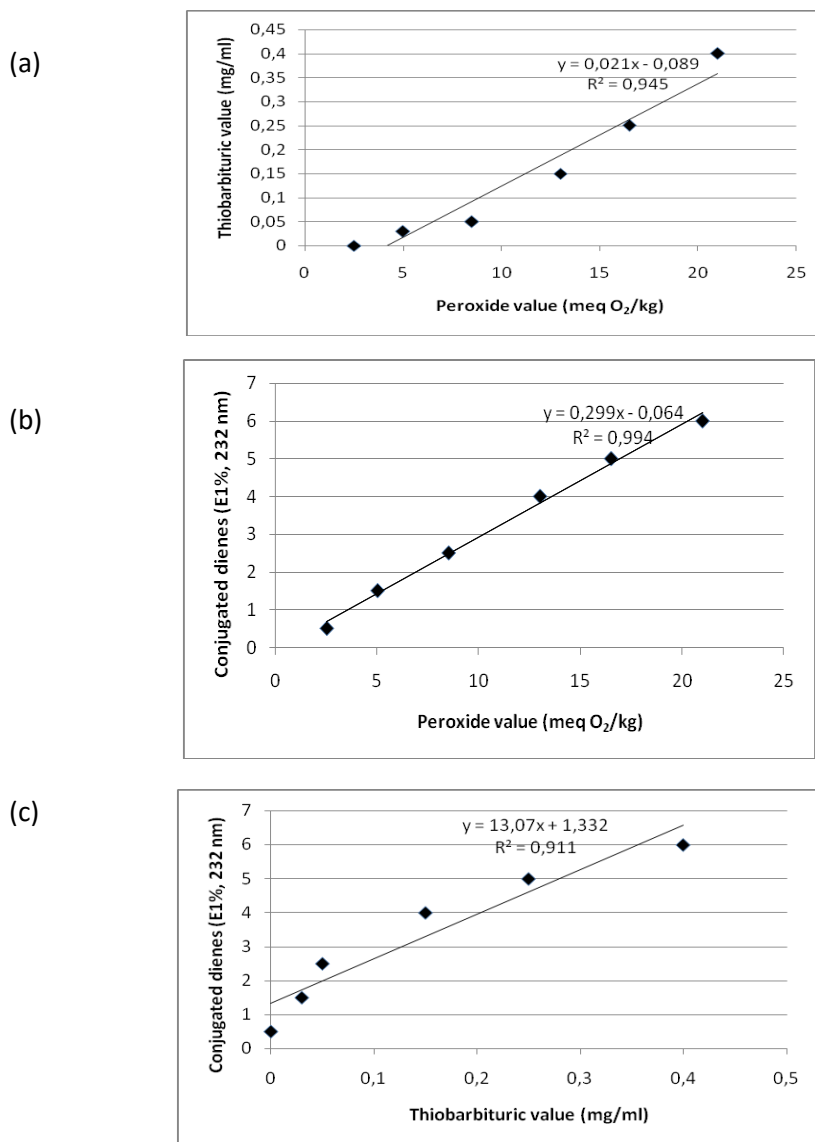 (a)
Thiobarbituric value (mg/ml)
0,45
0,4
0,35
0,3
0,25
0,2
0,15
0,1
0,05
0
y = 0,021x - 0,089
R² = 0,945
0 5 10 15 20 25
Peroxide value (meq O₂/kg)
(b)
Conjugated dienes (E1%, 232 nm)
7
6
5
4
3
2
1
0
y = 0,299x - 0,064
R² = 0,994
0 5 10 15 20 25
Peroxide value (meq O₂/kg)
(c)
Conjugated dienes (E1%, 232 nm)
7
6
5
4
3
2
1
0
y = 13,07x + 1,332
R² = 0,911
0 0,1 0,2 0,3 0,4 0,5
Thiobarbituric value (mg/ml)